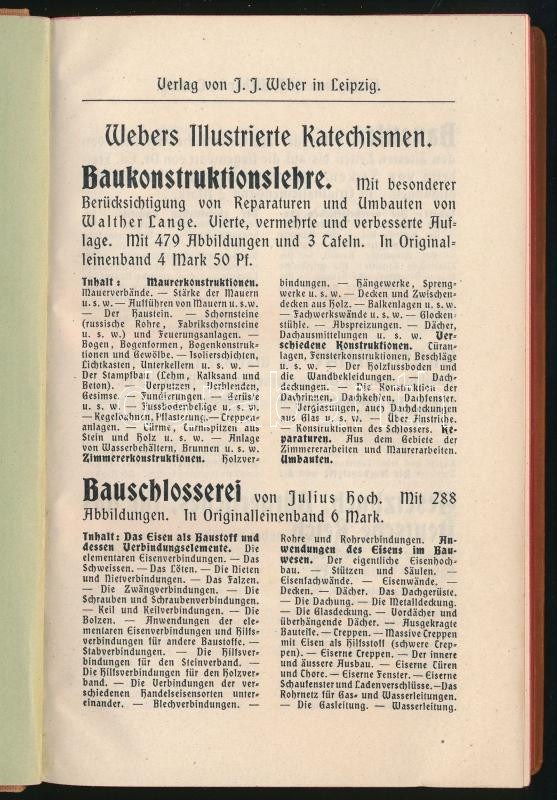 Verlag von J. J. Weber in Leipzig.
Webers Illustrierte Katechismen.
Baukonstruktionslehre. Mit besonderer
Berücksichtigung von Reparaturen und Umbauten von
Walther Lange. Vierte, vermehrte und verbesserte Auf-
lage. Mit 479 Abbildungen und 3 Tafeln. In Original-
leinenband 4 Mark 50 Pf.
Inhalt: Maurerkonstruktionen.
Mauerverbände. — Stärke der Mauern
u. s. w. — Aufführen von Mauern u. s. w.
— Der Haustein. — Schornsteine
(russische Rohre, Fabrikschornsteine
u. s. w.) und Feuerungsanlagen. —
Bogen, Bogenformen, Bogenkonstruk-
tionen und Gewölbe. — Isolierschichten,
Lichtkasten, Unterkellern u. s. w. —
Der Stampfbau (Lehm, Kalksand und
Beton). — Verputzen, Verblenden,
Gesimse. — Fundierungen. — Gerüste
u. s. w. — Fussbodenbeläge u. s. w.
— Kegelbahnen, Pflasterung. — Treppen-
anlagen. — Türme, Turmspitzen aus
Stein und Holz u. s. w. — Anlage
von Wasserbehältern, Brunnen u. s. w.
Zimmererkonstruktionen. Holzver-
bindungen. — Hängewerke, Spreng-
werke u. s. w. — Decken und Zwischen-
decken aus Holz. — Balkenlagen u. s. w.
— Fachwerkswände u. s. w. — Glocken-
stühle. — Abspreizungen. — Dächer,
Dachausmittelungen u. s. w. Ver-
schiedene Konstruktionen. Türan-
lagen, Fensterkonstruktionen, Beschläge
u. s. w. — Der Holzfussboden und
die Wandbekleidungen. — Dach-
deckungen. — Die Konstruktion der
Dachrinnen, Dachkehlen, Dachfenster.
— Verglasungen, auch Dachdeckungen
aus Glas u. s. w. — Über Anstriche.
— Konstruktionen des Schlossers. Re-
paraturen. Aus dem Gebiete der
Zimmererarbeiten und Maurerarbeiten.
Umbauten.
Bauschlosserei von Julius Hoch. Mit 288
Abbildungen. In Originalleinenband 6 Mark.
Inhalt: Das Eisen als Baustoff und
dessen Verbindungselemente. Die
elementaren Eisenverbindungen. — Das
Schweissen. — Das Löten. — Die Nieten
und Nietverbindungen. — Das Falzen.
— Die Zwängverbindungen. — Die
Schrauben und Schraubenverbindungen.
— Keil und Keilverbindungen. — Die
Bolzen. — Anwendungen der ele-
mentaren Eisenverbindungen und Hilfs-
verbindungen für andere Baustoffe. —
Stabverbindungen. — Die Hilfsver-
bindungen für den Steinverband. —
Die Hilfsverbindungen für den Holzver-
band. — Die Verbindung der ver-
schiedenen Handelseisensorten unter-
einander. — Blechverbindungen. —
Rohre und Rohrverbindungen. An-
wendungen des Eisens im Bau-
wesen. Der eigentliche Eisenhoch-
bau. — Stützen und Säulen. —
Eisenfachwände. — Eisenwände. —
Decken. — Dächer. Das Dachgerüste.
— Die Dachung. — Die Metalldeckung.
— Die Glasdeckung. — Vordächer und
überhängende Dächer. — Ausgekragte
Bauteile. — Treppen. — Massive Treppen
mit Eisen als Hilfsstoff (schwere Trep-
pen). — Eiserne Treppen. — Der innere
und äussere Ausbau. — Eiserne Türen
und Thore. — Eiserne Fenster. — Eiserne
Schaufenster und Ladenverschlüsse. — Das
Rohrnetz für Gas- und Wasserleitungen.
— Die Gasleitung. — Wasserleitung.